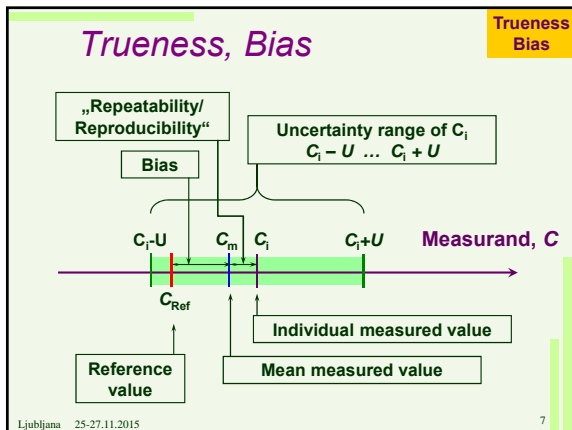 Trueness, Bias
Trueness
Bias
„Repeatability/
Reproducibility“
Uncertainty range of Ci
Ci – U … Ci + U
Bias
Ci-U
Cm
Ci
Ci+U
Measurand, C
CRef
Individual measured value
Reference
value
Mean measured value
Ljubljana 25-27.11.2015
7